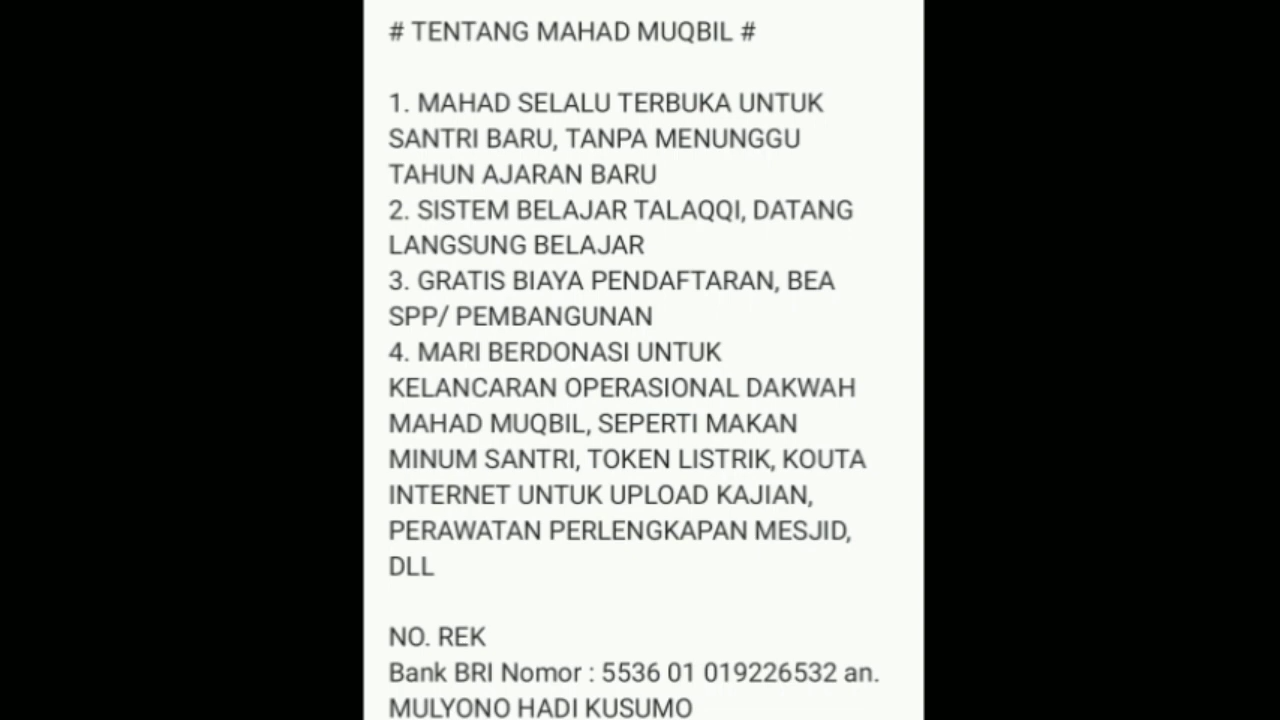 # TENTANG MAHAD MUQBIL #
1. MAHAD SELALU TERBUKA UNTUK
SANTRI BARU, TANPA MENUNGGU
TAHUN AJARAN BARU
2. SISTEM BELAJAR TALAQQI, DATANG
LANGSUNG BELAJAR
3. GRATIS BIAYA PENDAFTARAN, BEA
SPP/ PEMBANGUNAN
4. MARI BERDONASI UNTUK
KELANCARAN OPERASIONAL DAKWAH
MAHAD MUQBIL, SEPERTI MAKAN
MINUM SANTRI, TOKEN LISTRIK, KOUTA
INTERNET UNTUK UPLOAD KAJIAN,
PERAWATAN PERLENGKAPAN MESJID,
DLL
NO. REK
Bank BRI Nomor : 5536 01 019226532 an.
MULYONO HADI KUSUMO